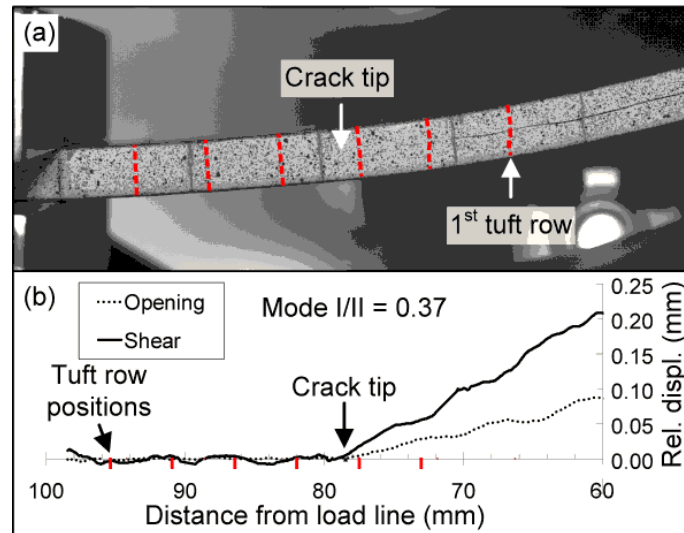 (a)
Crack tip
1st tuft row
(b)
Opening
Shear
Mode I/II = 0.37
Tuft row
positions
Crack tip
0.25
0.20
0.15
0.10
0.05
0.00
Rel. displ. (mm)
100 90 80 70 60
Distance from load line (mm)